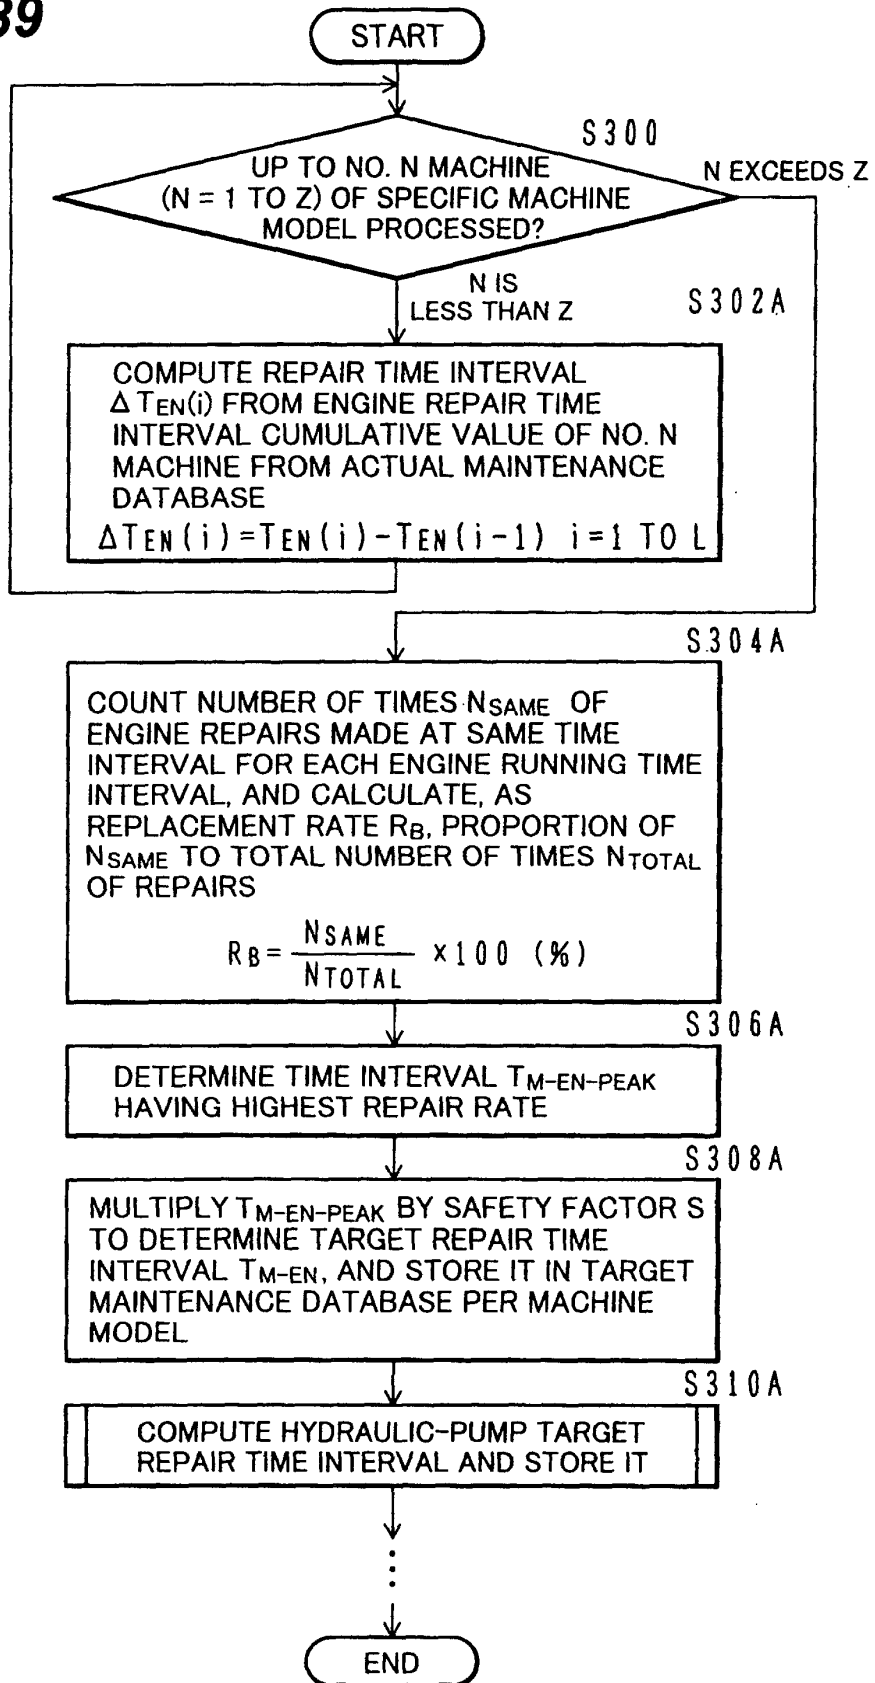 39
START
S300
UP TO NO. N MACHINE
(N = 1 TO Z) OF SPECIFIC MACHINE
MODEL PROCESSED?
N EXCEEDS Z
N IS
LESS THAN Z
S302A
COMPUTE REPAIR TIME INTERVAL
ΔTEN(i) FROM ENGINE REPAIR TIME
INTERVAL CUMULATIVE VALUE OF NO. N
MACHINE FROM ACTUAL MAINTENANCE
DATABASE
ΔTEN(i)=TEN(i)-TEN(i-1) i=1 TO L
S304A
COUNT NUMBER OF TIMES NSAME OF
ENGINE REPAIRS MADE AT SAME TIME
INTERVAL FOR EACH ENGINE RUNNING TIME
INTERVAL, AND CALCULATE, AS
REPLACEMENT RATE RB, PROPORTION OF
NSAME TO TOTAL NUMBER OF TIMES NTOTAL
OF REPAIRS
RB = NSAME / NTOTAL ×100 (%)
S306A
DETERMINE TIME INTERVAL TM-EN-PEAK
HAVING HIGHEST REPAIR RATE
S308A
MULTIPLY TM-EN-PEAK BY SAFETY FACTOR S
TO DETERMINE TARGET REPAIR TIME
INTERVAL TM-EN, AND STORE IT IN TARGET
MAINTENANCE DATABASE PER MACHINE
MODEL
S310A
COMPUTE HYDRAULIC-PUMP TARGET
REPAIR TIME INTERVAL AND STORE IT
END